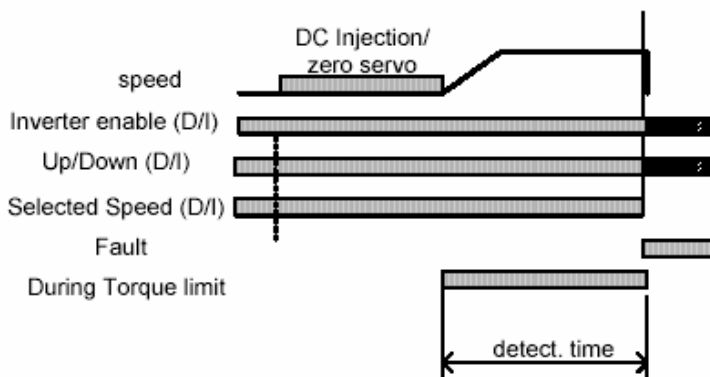 DC Injection/
zero servo
speed
Inverter enable (D/I)
Up/Down (D/I)
Selected Speed (D/I)
Fault
During Torque limit
detect. time